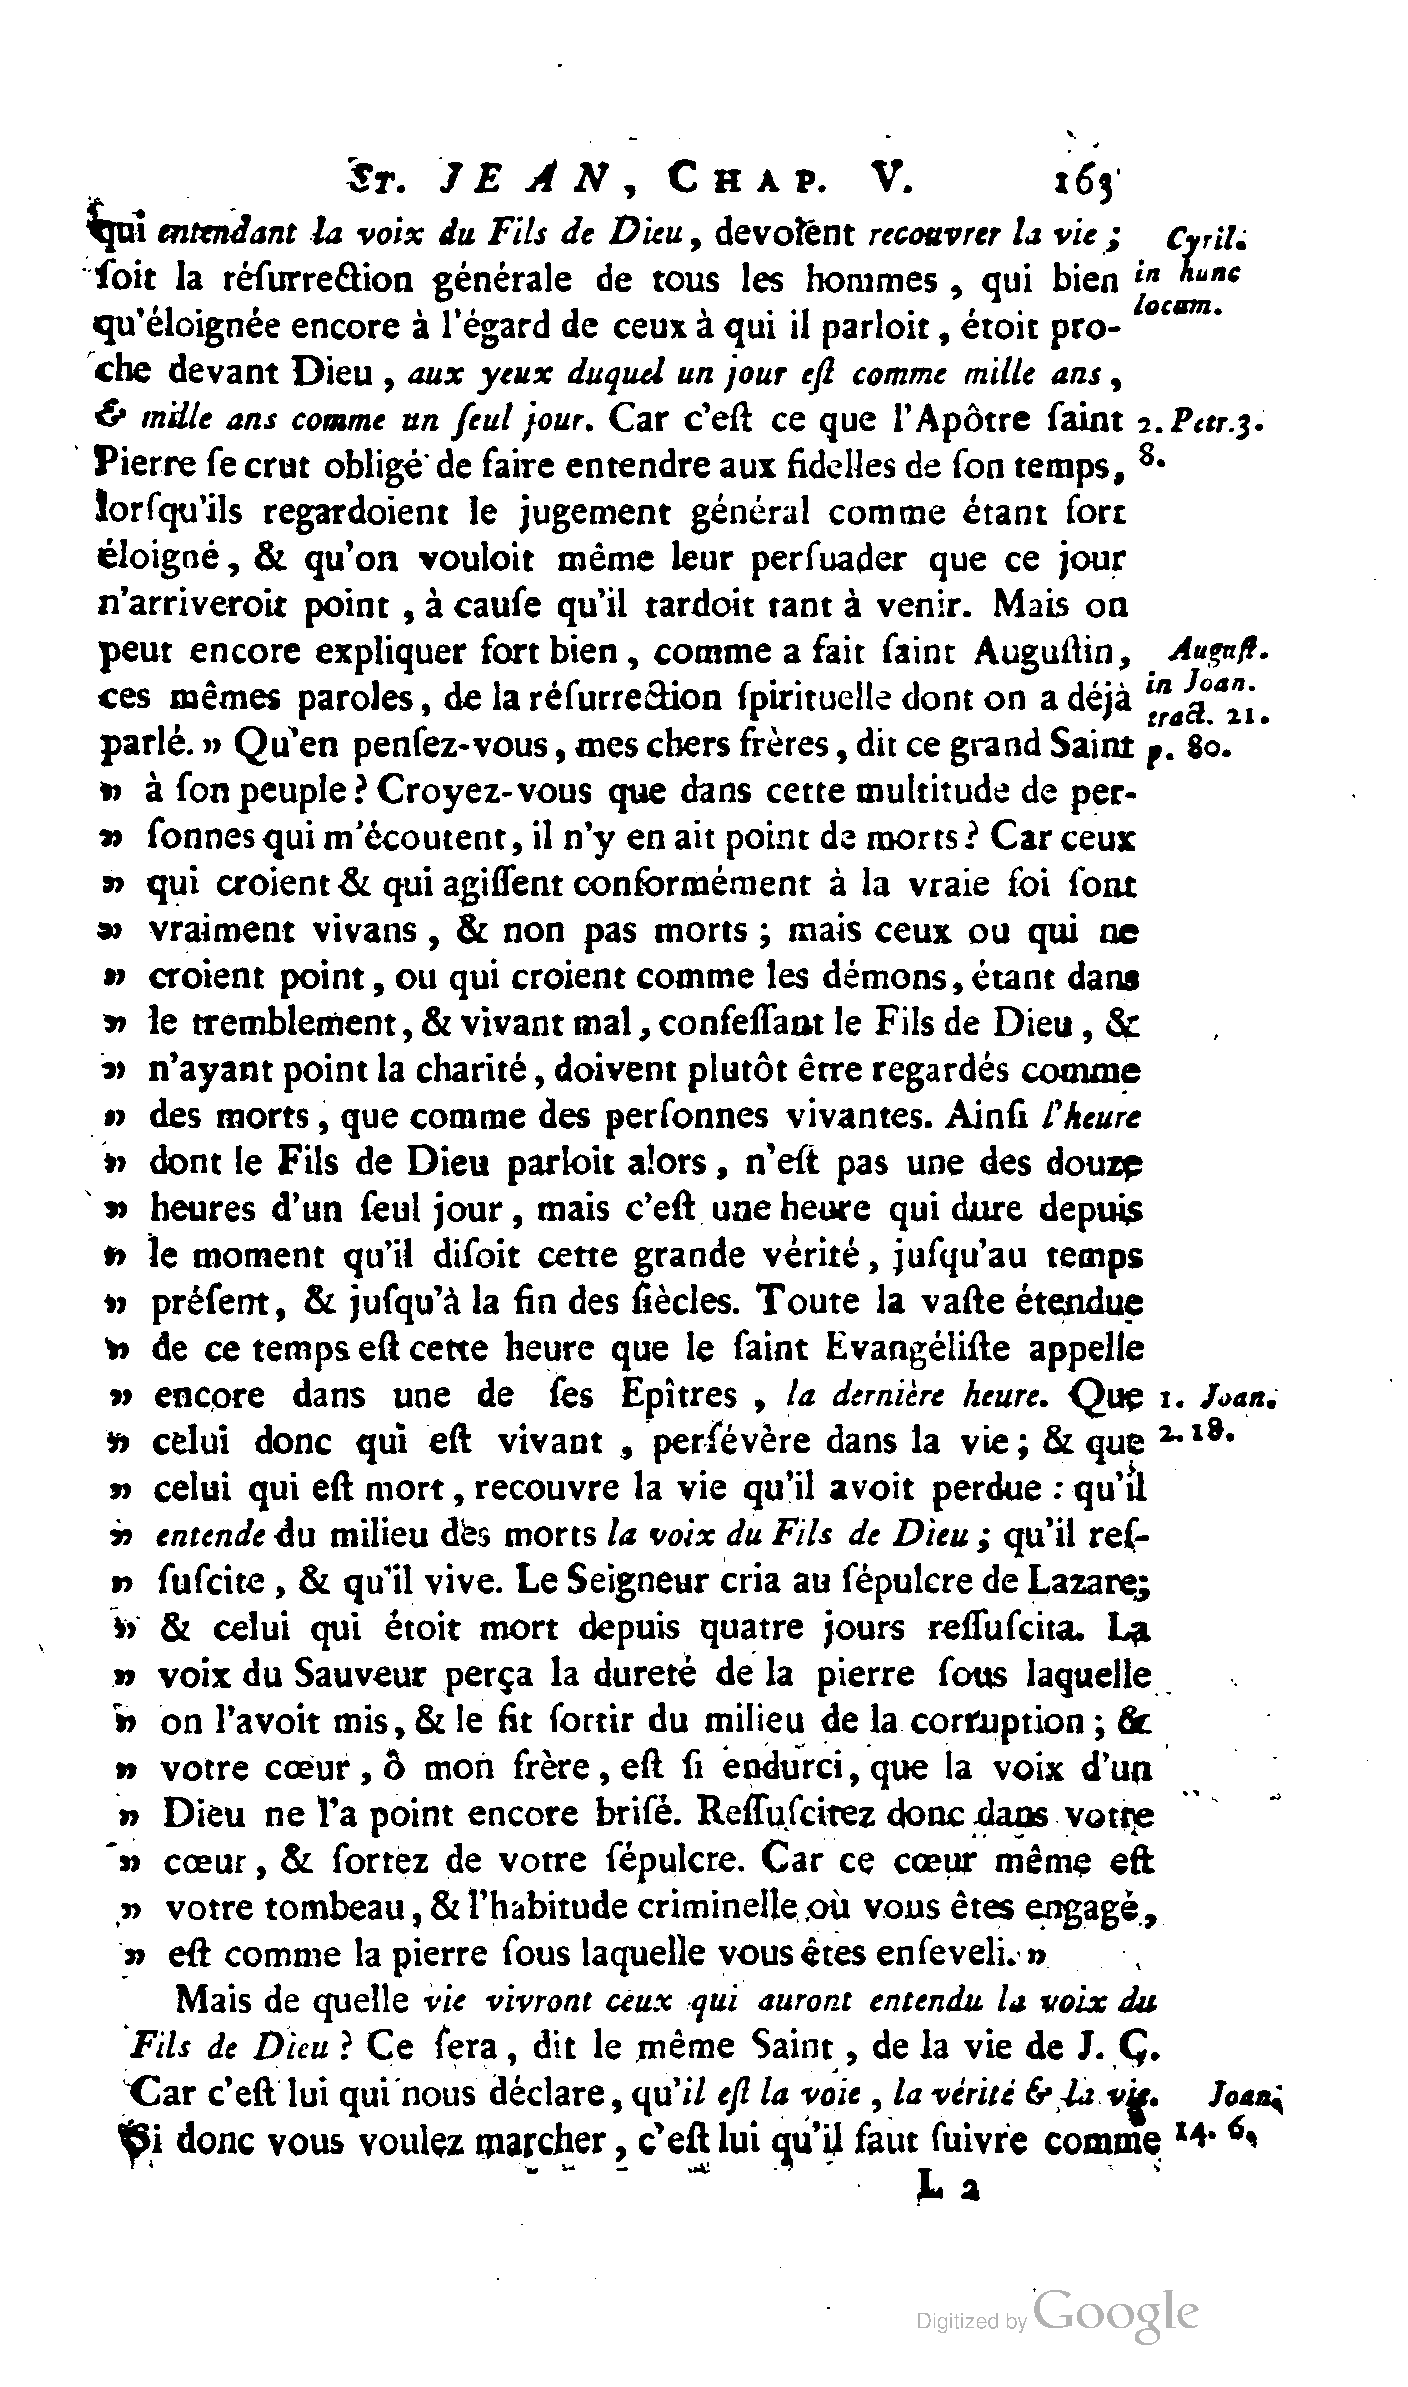 ST. JEAN, CHAP. V. 163
qui entendant la voix du Fils de Dieu, devoient recouvrer la vie ; Cyril.
ſoit la réſurrection générale de tous les hommes, qui bien in hunc
qu'éloignée encore à l'égard de ceux à qui il parloit, étoit pro- locum.
che devant Dieu, aux yeux duquel un jour eſt comme mille ans,
& mille ans comme un ſeul jour. Car c'eſt ce que l'Apôtre ſaint 2. Petr. 3.
Pierre ſe crut obligé de faire entendre aux fidelles de ſon temps, 8.
lorſqu'ils regardoient le jugement général comme étant fort
éloigné, & qu'on vouloit même leur perſuader que ce jour
n'arriveroit point, à cauſe qu'il tardoit tant à venir. Mais on
peut encore expliquer fort bien, comme a fait ſaint Auguſtin, Auguſt.
ces mêmes paroles, de la réſurrection ſpirituelle dont on a déjà in Joan.
tract. 21.
parlé. » Qu'en penſez-vous, mes chers frères, dit ce grand Saint p. 80.
» à ſon peuple ? Croyez-vous que dans cette multitude de per-
» ſonnes qui m'écoutent, il n'y en ait point de morts ? Car ceux
» qui croient & qui agiſſent conformément à la vraie foi ſont
» vraiment vivans, & non pas morts ; mais ceux ou qui ne
» croient point, ou qui croient comme les démons, étant dans
» le tremblement, & vivant mal, confeſſant le Fils de Dieu, &
» n'ayant point la charité, doivent plutôt être regardés comme
» des morts, que comme des perſonnes vivantes. Ainſi l'heure
» dont le Fils de Dieu parloit alors, n'eſt pas une des douze
» heures d'un ſeul jour, mais c'eſt une heure qui dure depuis
» le moment qu'il diſoit cette grande vérité, juſqu'au temps
» préſent, & juſqu'à la fin des ſiècles. Toute la vaſte étendue
» de ce temps eſt cette heure que le ſaint Evangéliſte appelle
» encore dans une de ſes Epîtres, la dernière heure. Que 1. Joan.
» celui donc qui eſt vivant, perſévère dans la vie ; & que 2. 18.
» celui qui eſt mort, recouvre la vie qu'il avoit perdue : qu'il
» entende du milieu des morts la voix du Fils de Dieu ; qu'il reſ-
» ſuſcite, & qu'il vive. Le Seigneur cria au ſépulcre de Lazare;
» & celui qui étoit mort depuis quatre jours reſſuſcita. La
» voix du Sauveur perça la dureté de la pierre ſous laquelle
» on l'avoit mis, & le fit ſortir du milieu de la corruption ; &
» votre cœur, ô mon frère, eſt ſi endurci, que la voix d'un
» Dieu ne l'a point encore briſé. Reſſuſcitez donc dans votre
» cœur, & ſortez de votre ſépulcre. Car ce cœur même eſt
» votre tombeau, & l'habitude criminelle où vous êtes engagé,
» eſt comme la pierre ſous laquelle vous êtes enſeveli. »
Mais de quelle vie vivront ceux qui auront entendu la voix du
Fils de Dieu ? Ce ſera, dit le même Saint, de la vie de J. C.
Car c'eſt lui qui nous déclare, qu'il eſt la voie, la vérité & la vie. Joan.
Si donc vous voulez marcher, c'eſt lui qu'il faut ſuivre comme 14. 6.
L 2
Digitized by Google